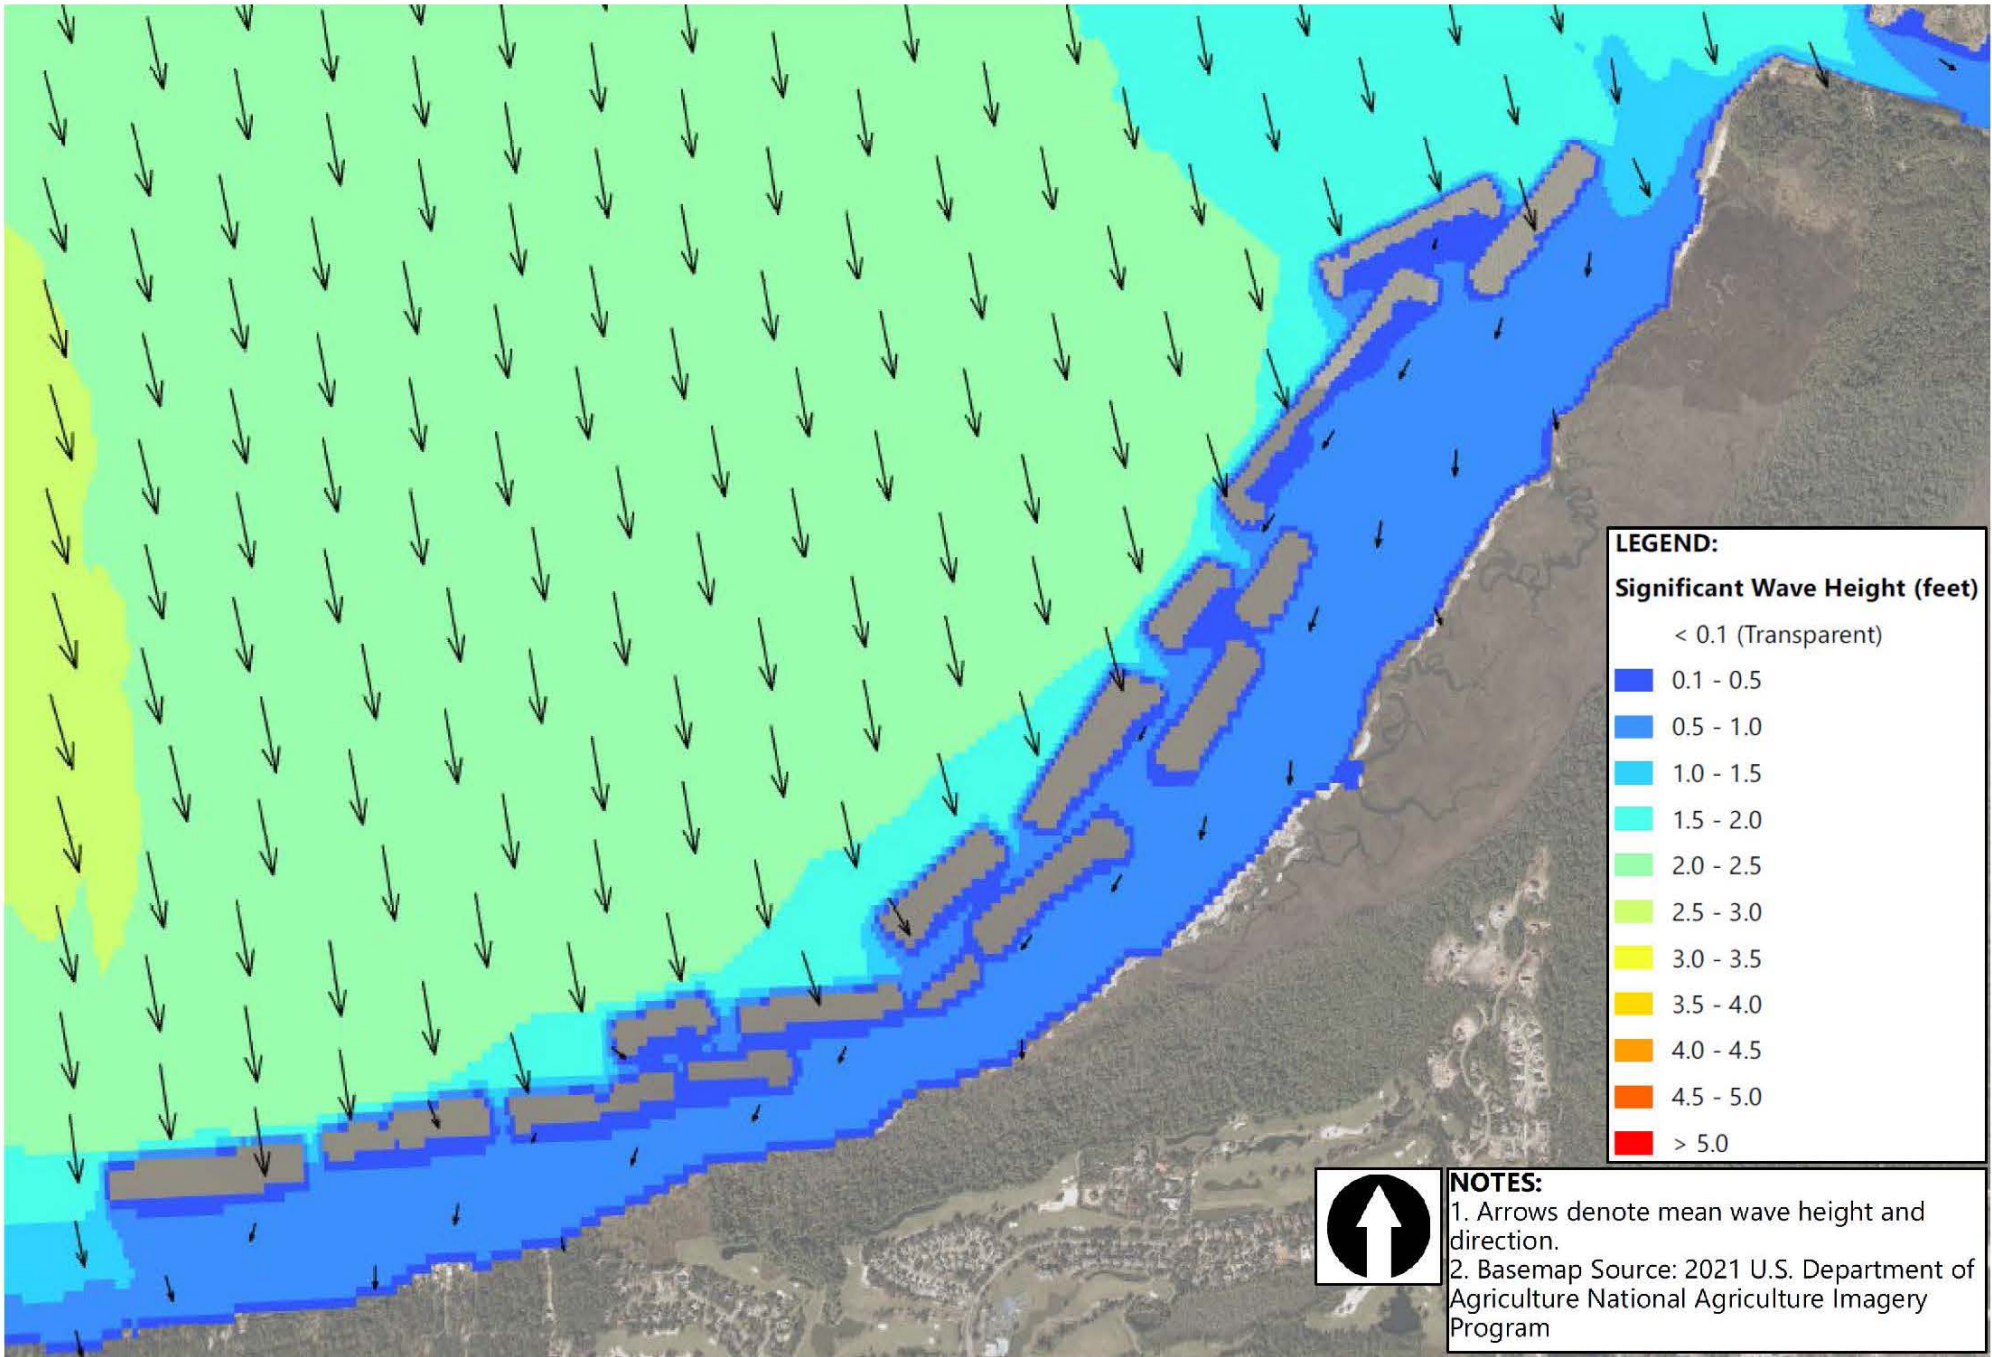 LEGEND:
Significant Wave Height (feet)
< 0.1 (Transparent)
0.1 - 0.5
0.5 - 1.0
1.0 - 1.5
1.5 - 2.0
2.0 - 2.5
2.5 - 3.0
3.0 - 3.5
3.5 - 4.0
4.0 - 4.5
4.5 - 5.0
> 5.0
NOTES:
1. Arrows denote mean wave height and
direction.
2. Basemap Source: 2021 U.S. Department of
Agriculture National Agriculture Imagery
Program